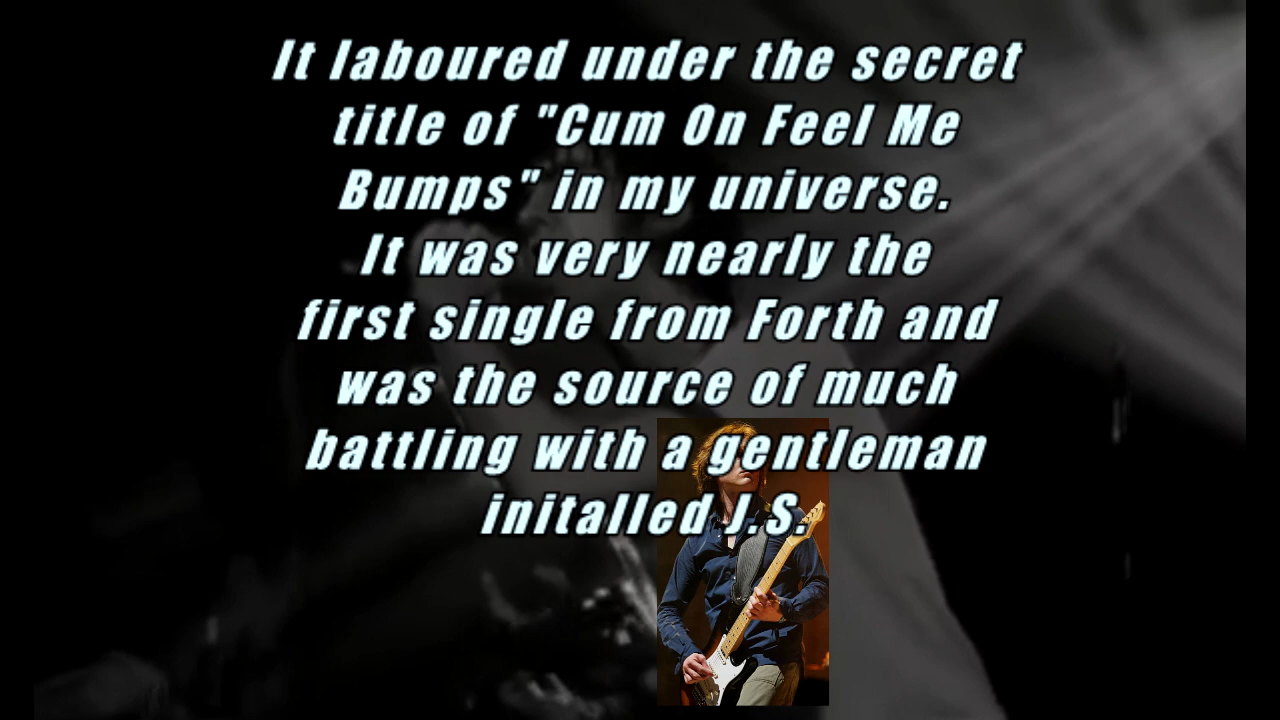 It laboured under the secret
title of "Cum On Feel Me
Bumps" in my universe.
It was very nearly the
first single from Forth and
was the source of much
battling with a gentleman
initalled J.S.